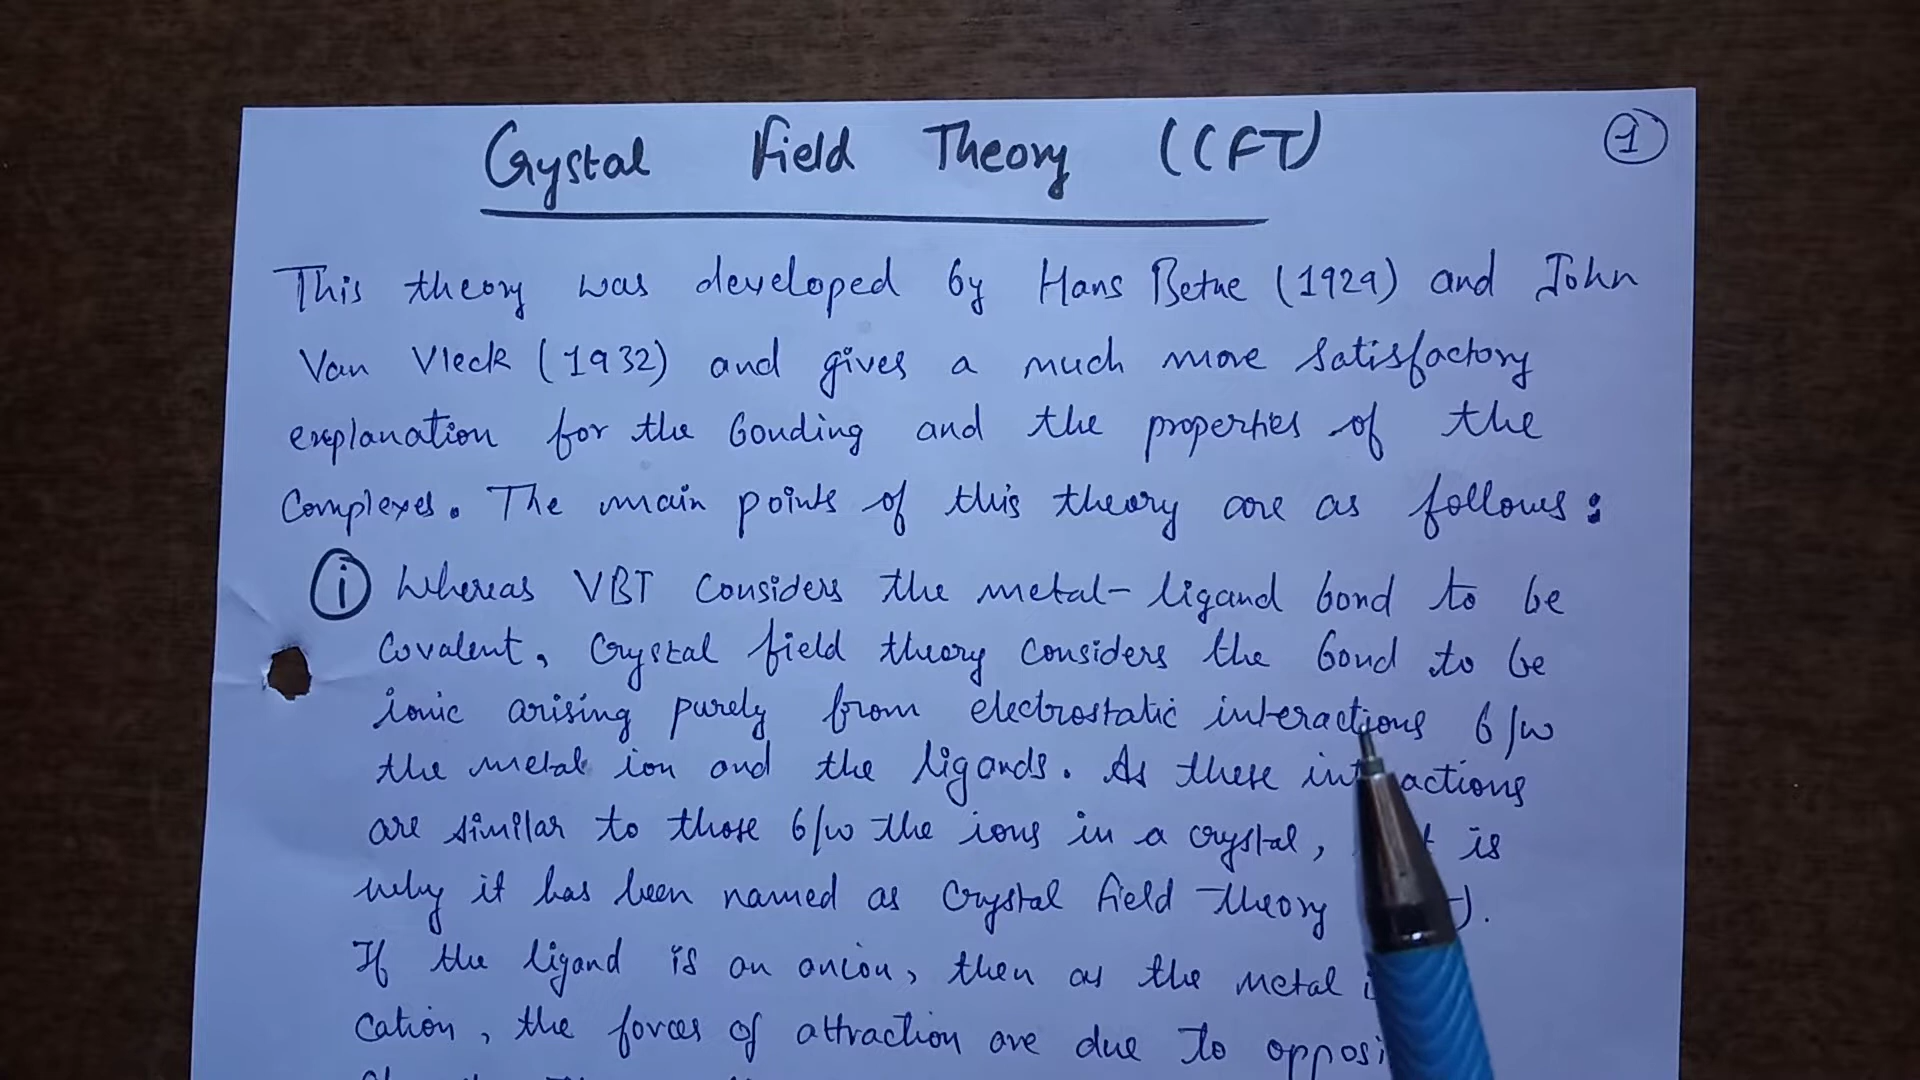 Crystal Field Theory (CFT)
1
This theory was developed by Hans Bethe (1929) and John
Van Vleck (1932) and gives a much more satisfactory
explanation for the bonding and the properties of the
Complexes. The main points of this theory are as follows:
i Whereas VBT Considers the metal-ligand bond to be
Covalent, Crystal field theory Considers the bond to be
ionic arising purely from electrostatic interactions b/w
the metal ion and the ligands. As these int actions
are similar to those b/w the ions in a crystal, is
why it has been named as Crystal Field Theory ).
If the ligand is an anion, then as the metal
Cation, the forces of attraction are due to opposi